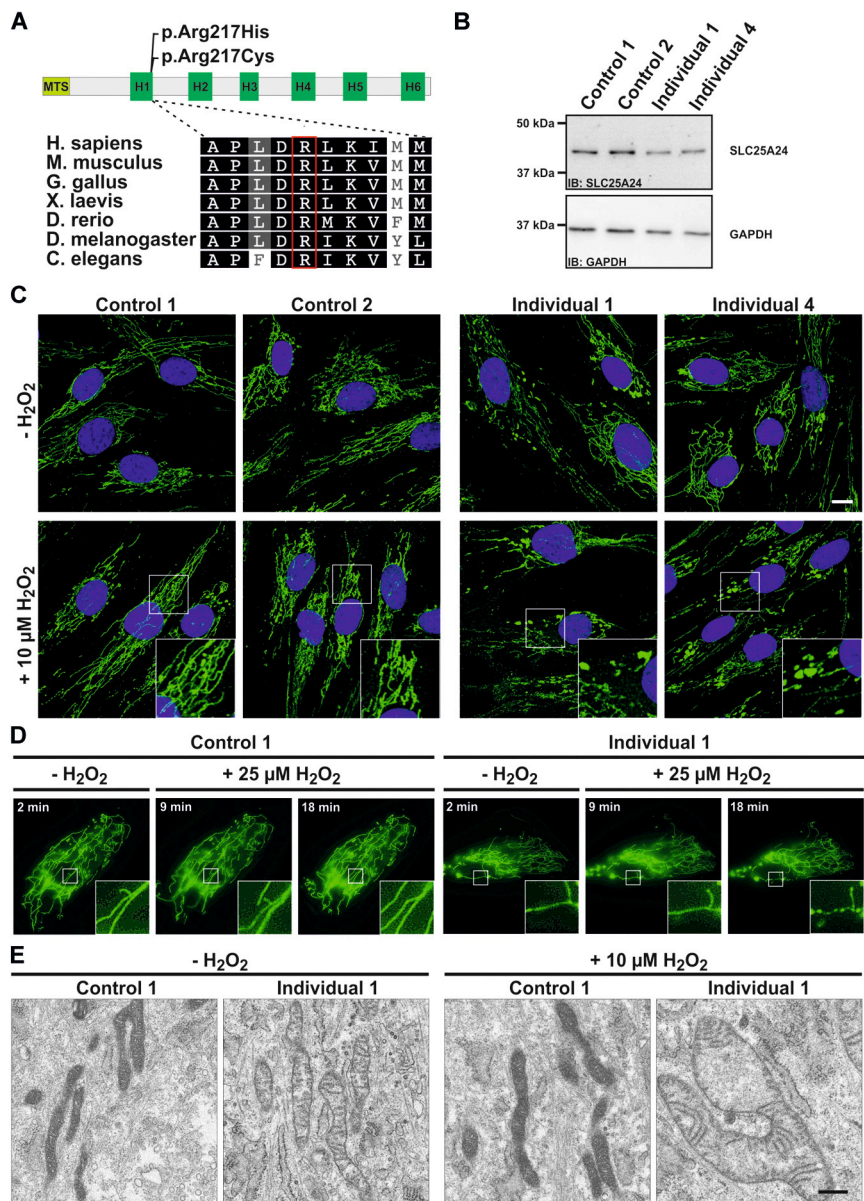 A
p.Arg217His
p.Arg217Cys
MTS H1 H2 H3 H4 H5 H6
H. sapiens A P L D R L K I M M
M. musculus A P L D R L K V M M
G. gallus A P L D R L K V M M
X. laevis A P L D R L K V M M
D. rerio A P L D R M K V F M
D. melanogaster A P L D R I K V Y L
C. elegans A P F D R I K V Y L
B
Control 1 Control 2 Individual 1 Individual 4
50 kDa
SLC25A24
37 kDa
IB: SLC25A24
37 kDa
GAPDH
IB: GAPDH
C
Control 1 Control 2 Individual 1 Individual 4
- H₂O₂
+ 10 µM H₂O₂
D
Control 1 Individual 1
- H₂O₂ + 25 µM H₂O₂ - H₂O₂ + 25 µM H₂O₂
2 min 9 min 18 min 2 min 9 min 18 min
E
- H₂O₂ + 10 µM H₂O₂
Control 1 Individual 1 Control 1 Individual 1